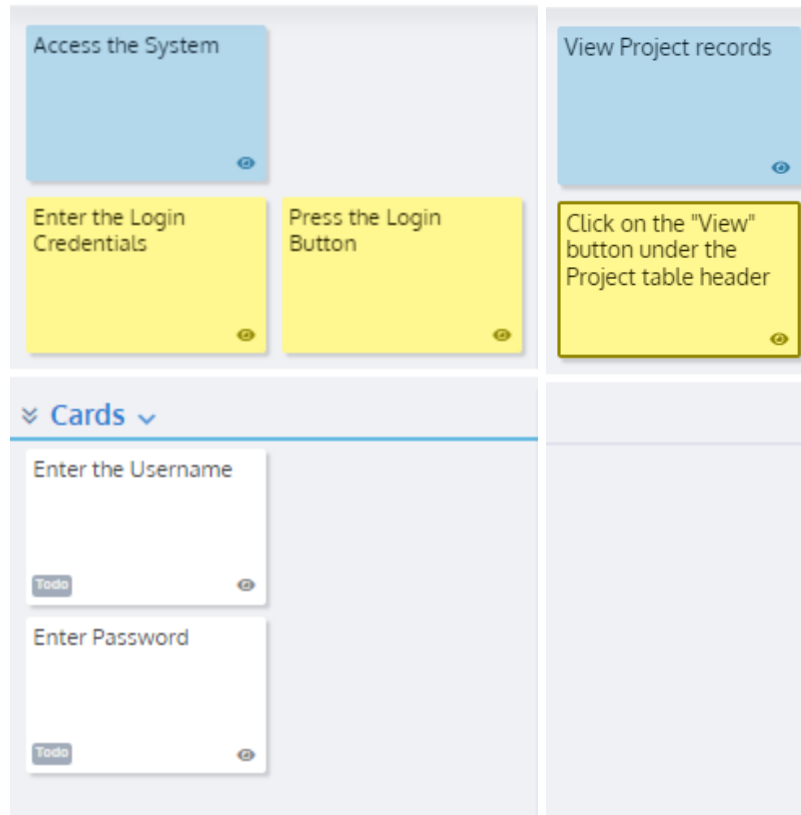 Access the System
View Project records
Enter the Login
Credentials
Press the Login
Button
Click on the "View"
button under the
Project table header
Cards
Enter the Username
Todo
Enter Password
Todo